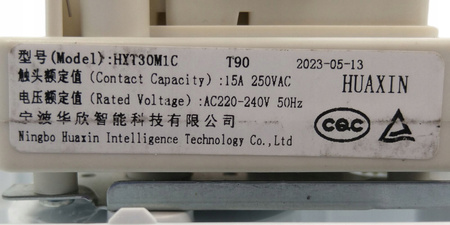 型号(Model):HXT30M1C T90 2023-05-13
触头额定值(Contact Capacity):15A 250VAC HUAXIN
电压额定值(Rated Voltage):AC220-240V 50Hz
宁波华欣智能科技有限公司 CQC
Ningbo Huaxin Intelligence Technology Co.,Ltd